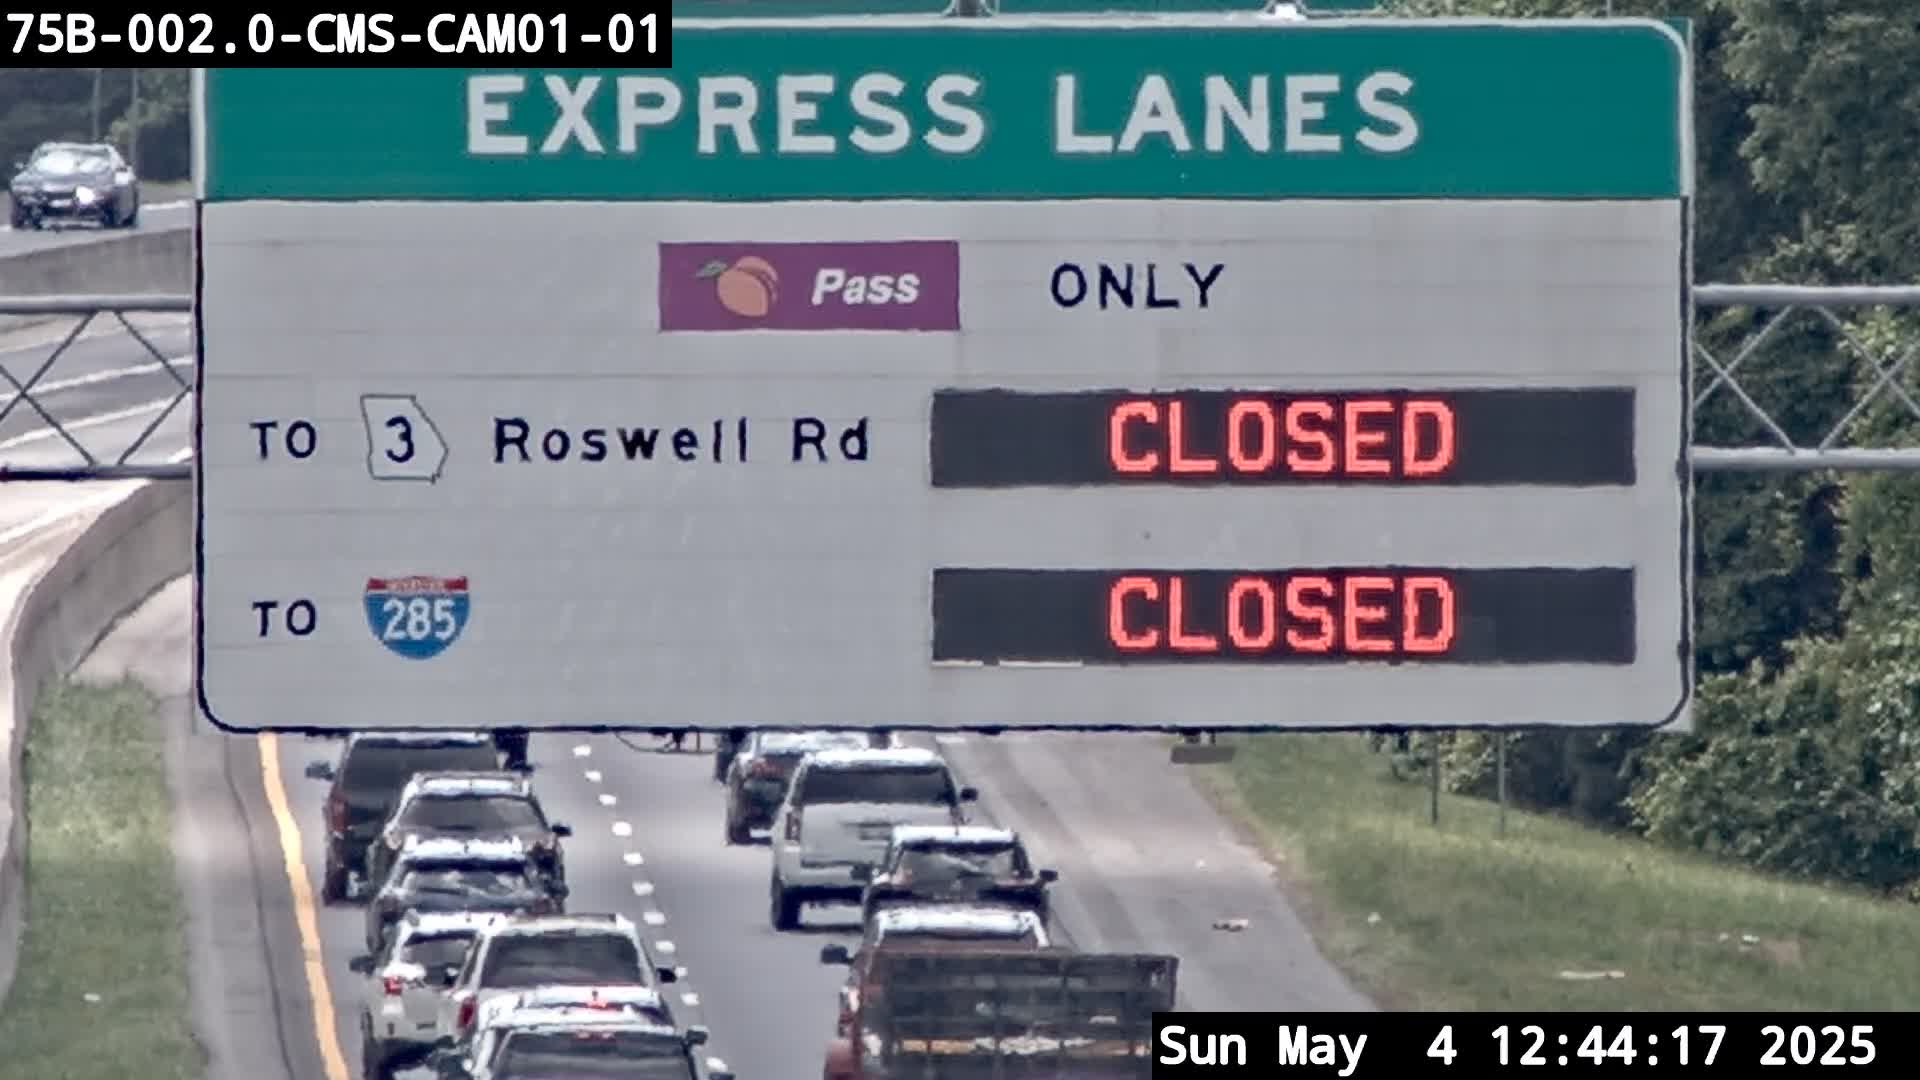 75B-002.0-CMS-CAM01-01
EXPRESS LANES
Pass ONLY
TO 3 Roswell Rd CLOSED
TO 285 CLOSED
Sun May 4 12:44:17 2025